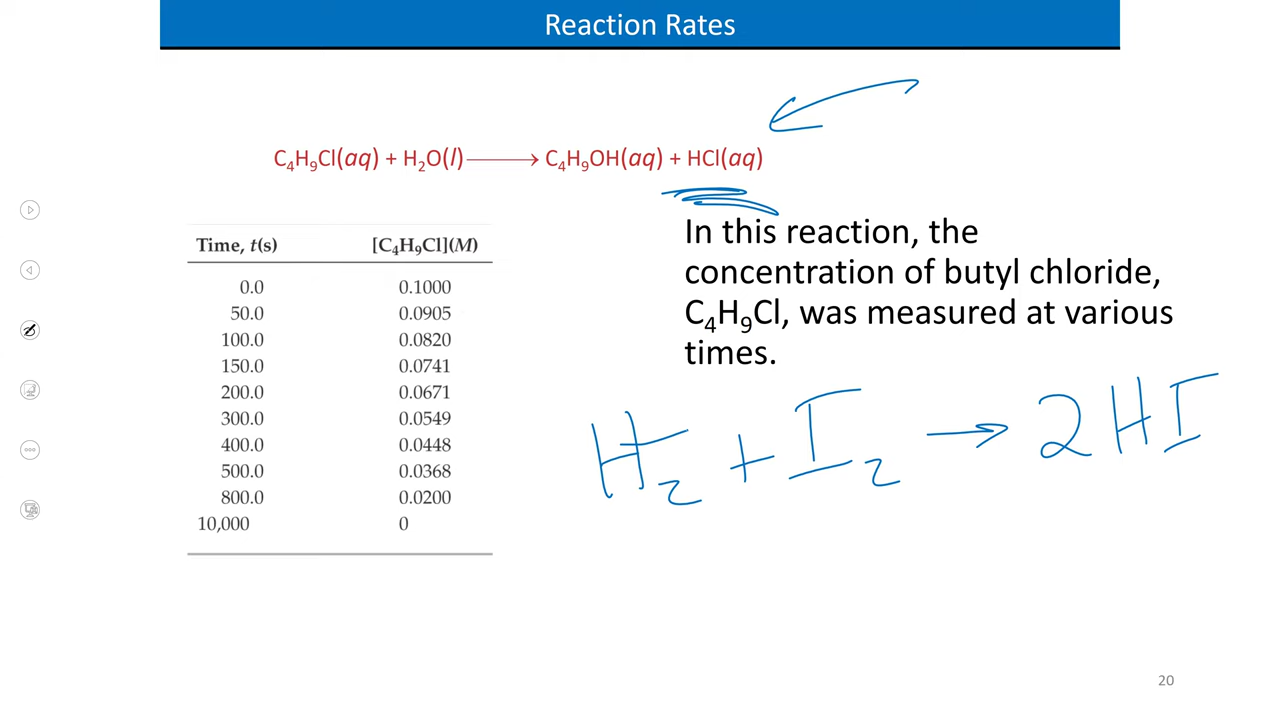 Reaction Rates
C₄H₉Cl(aq) + H₂O(l) ⟶ C₄H₉OH(aq) + HCl(aq)
Time, t(s) [C₄H₉Cl](M)
0.0 0.1000
50.0 0.0905
100.0 0.0820
150.0 0.0741
200.0 0.0671
300.0 0.0549
400.0 0.0448
500.0 0.0368
800.0 0.0200
10,000 0
In this reaction, the
concentration of butyl chloride,
C₄H₉Cl, was measured at various
times.
H₂ + I₂ → 2HI
20